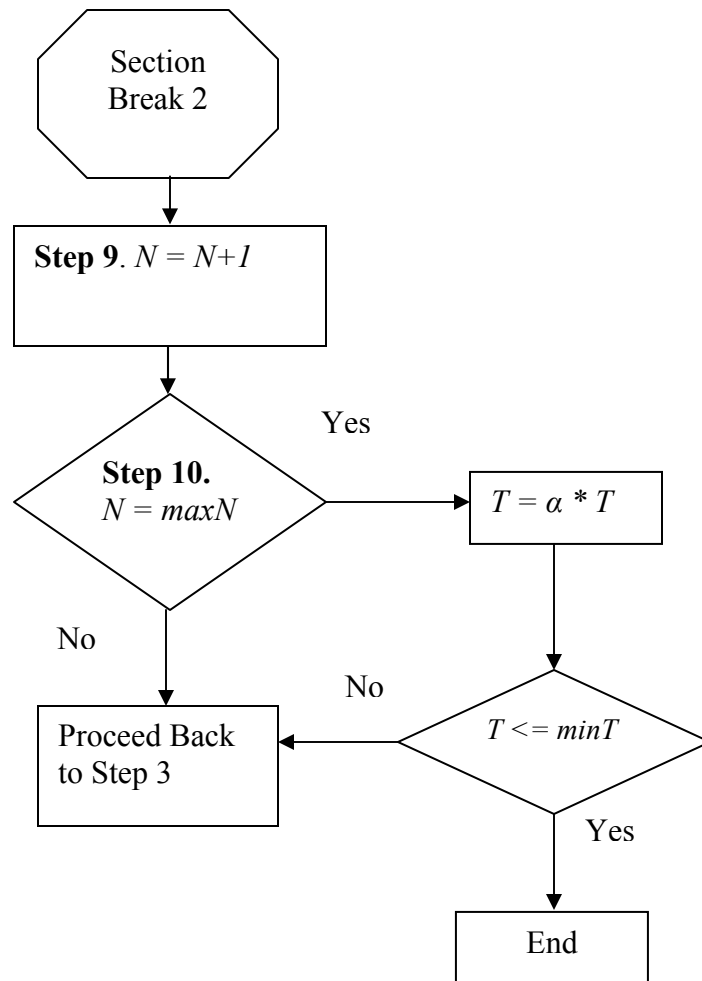 Section
Break 2
Step 9. N = N+1
Yes
Step 10.
N = maxN
T = α * T
No
No
T <= minT
Proceed Back
to Step 3
Yes
End